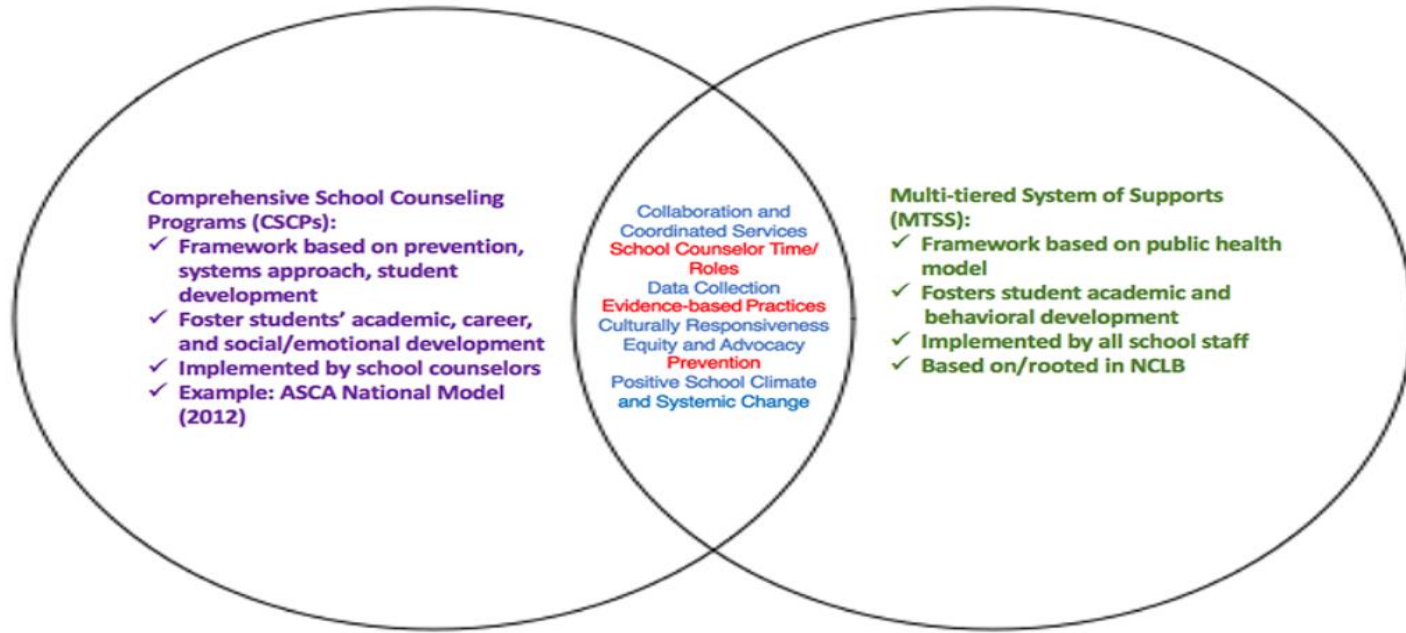 Comprehensive School Counseling
Programs (CSCPs):
✓ Framework based on prevention,
systems approach, student
development
✓ Foster students' academic, career,
and social/emotional development
✓ Implemented by school counselors
✓ Example: ASCA National Model
(2012)
Collaboration and
Coordinated Services
School Counselor Time/
Roles
Data Collection
Evidence-based Practices
Culturally Responsiveness
Equity and Advocacy
Prevention
Positive School Climate
and Systemic Change
Multi-tiered System of Supports
(MTSS):
✓ Framework based on public health
model
✓ Fosters student academic and
behavioral development
✓ Implemented by all school staff
✓ Based on/rooted in NCLB